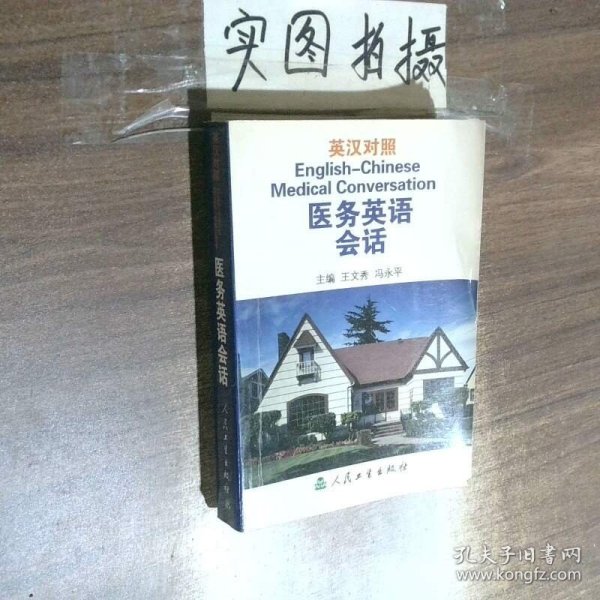 实图拍摄
英汉对照
English-Chinese
Medical Conversation
医务英语
会话
主编 王文秀 冯永平
人民卫生出版社
医务英语会话
人民卫生出版社
孔夫子旧书网
www.kongfz.com